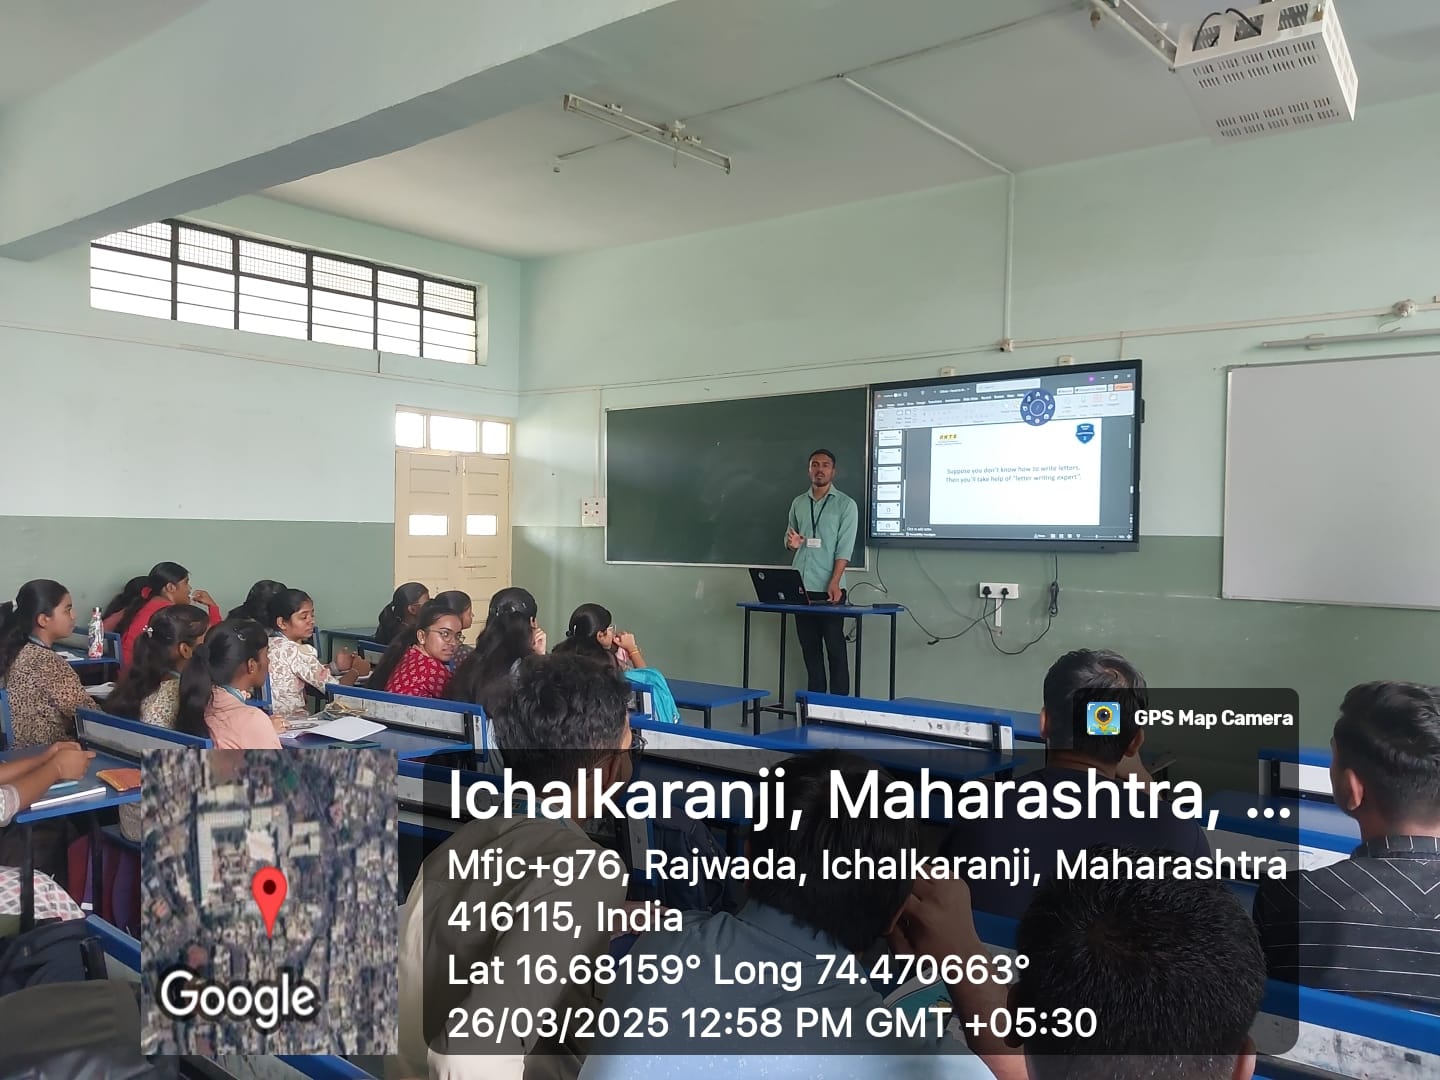 DKTE
Suppose you don't know how to write letters.
Then you'll take help of "letter writing expert".
GPS Map Camera
Ichalkaranji, Maharashtra, ...
Mfjc+g76, Rajwada, Ichalkaranji, Maharashtra
416115, India
Lat 16.68159° Long 74.470663°
26/03/2025 12:58 PM GMT +05:30
Google